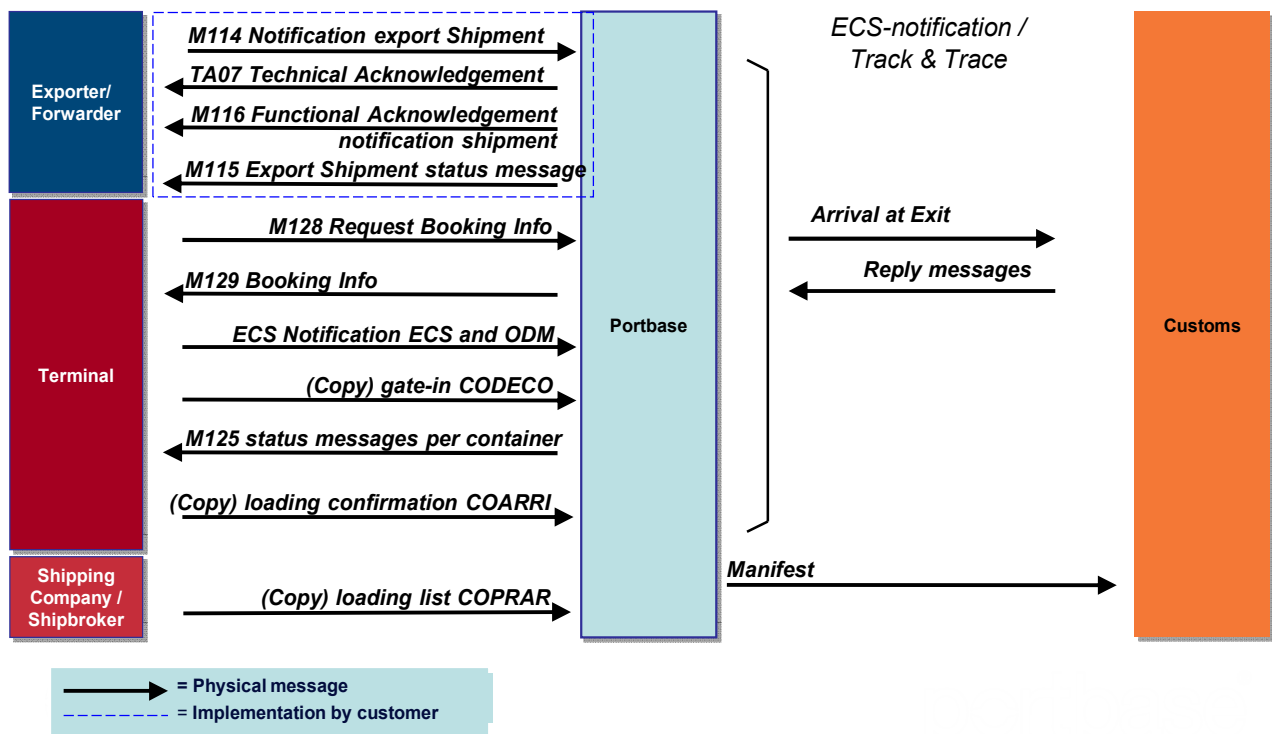 M114 Notification export Shipment
TA07 Technical Acknowledgement
M116 Functional Acknowledgement
notification shipment
M115 Export Shipment status message
Exporter/
Forwarder
ECS-notification /
Track & Trace
M128 Request Booking Info
M129 Booking Info
ECS Notification ECS and ODM
(Copy) gate-in CODECO
M125 status messages per container
(Copy) loading confirmation COARRI
Terminal
Portbase
Arrival at Exit
Reply messages
Customs
Shipping
Company /
Shipbroker
(Copy) loading list COPRAR
Manifest
= Physical message
= Implementation by customer